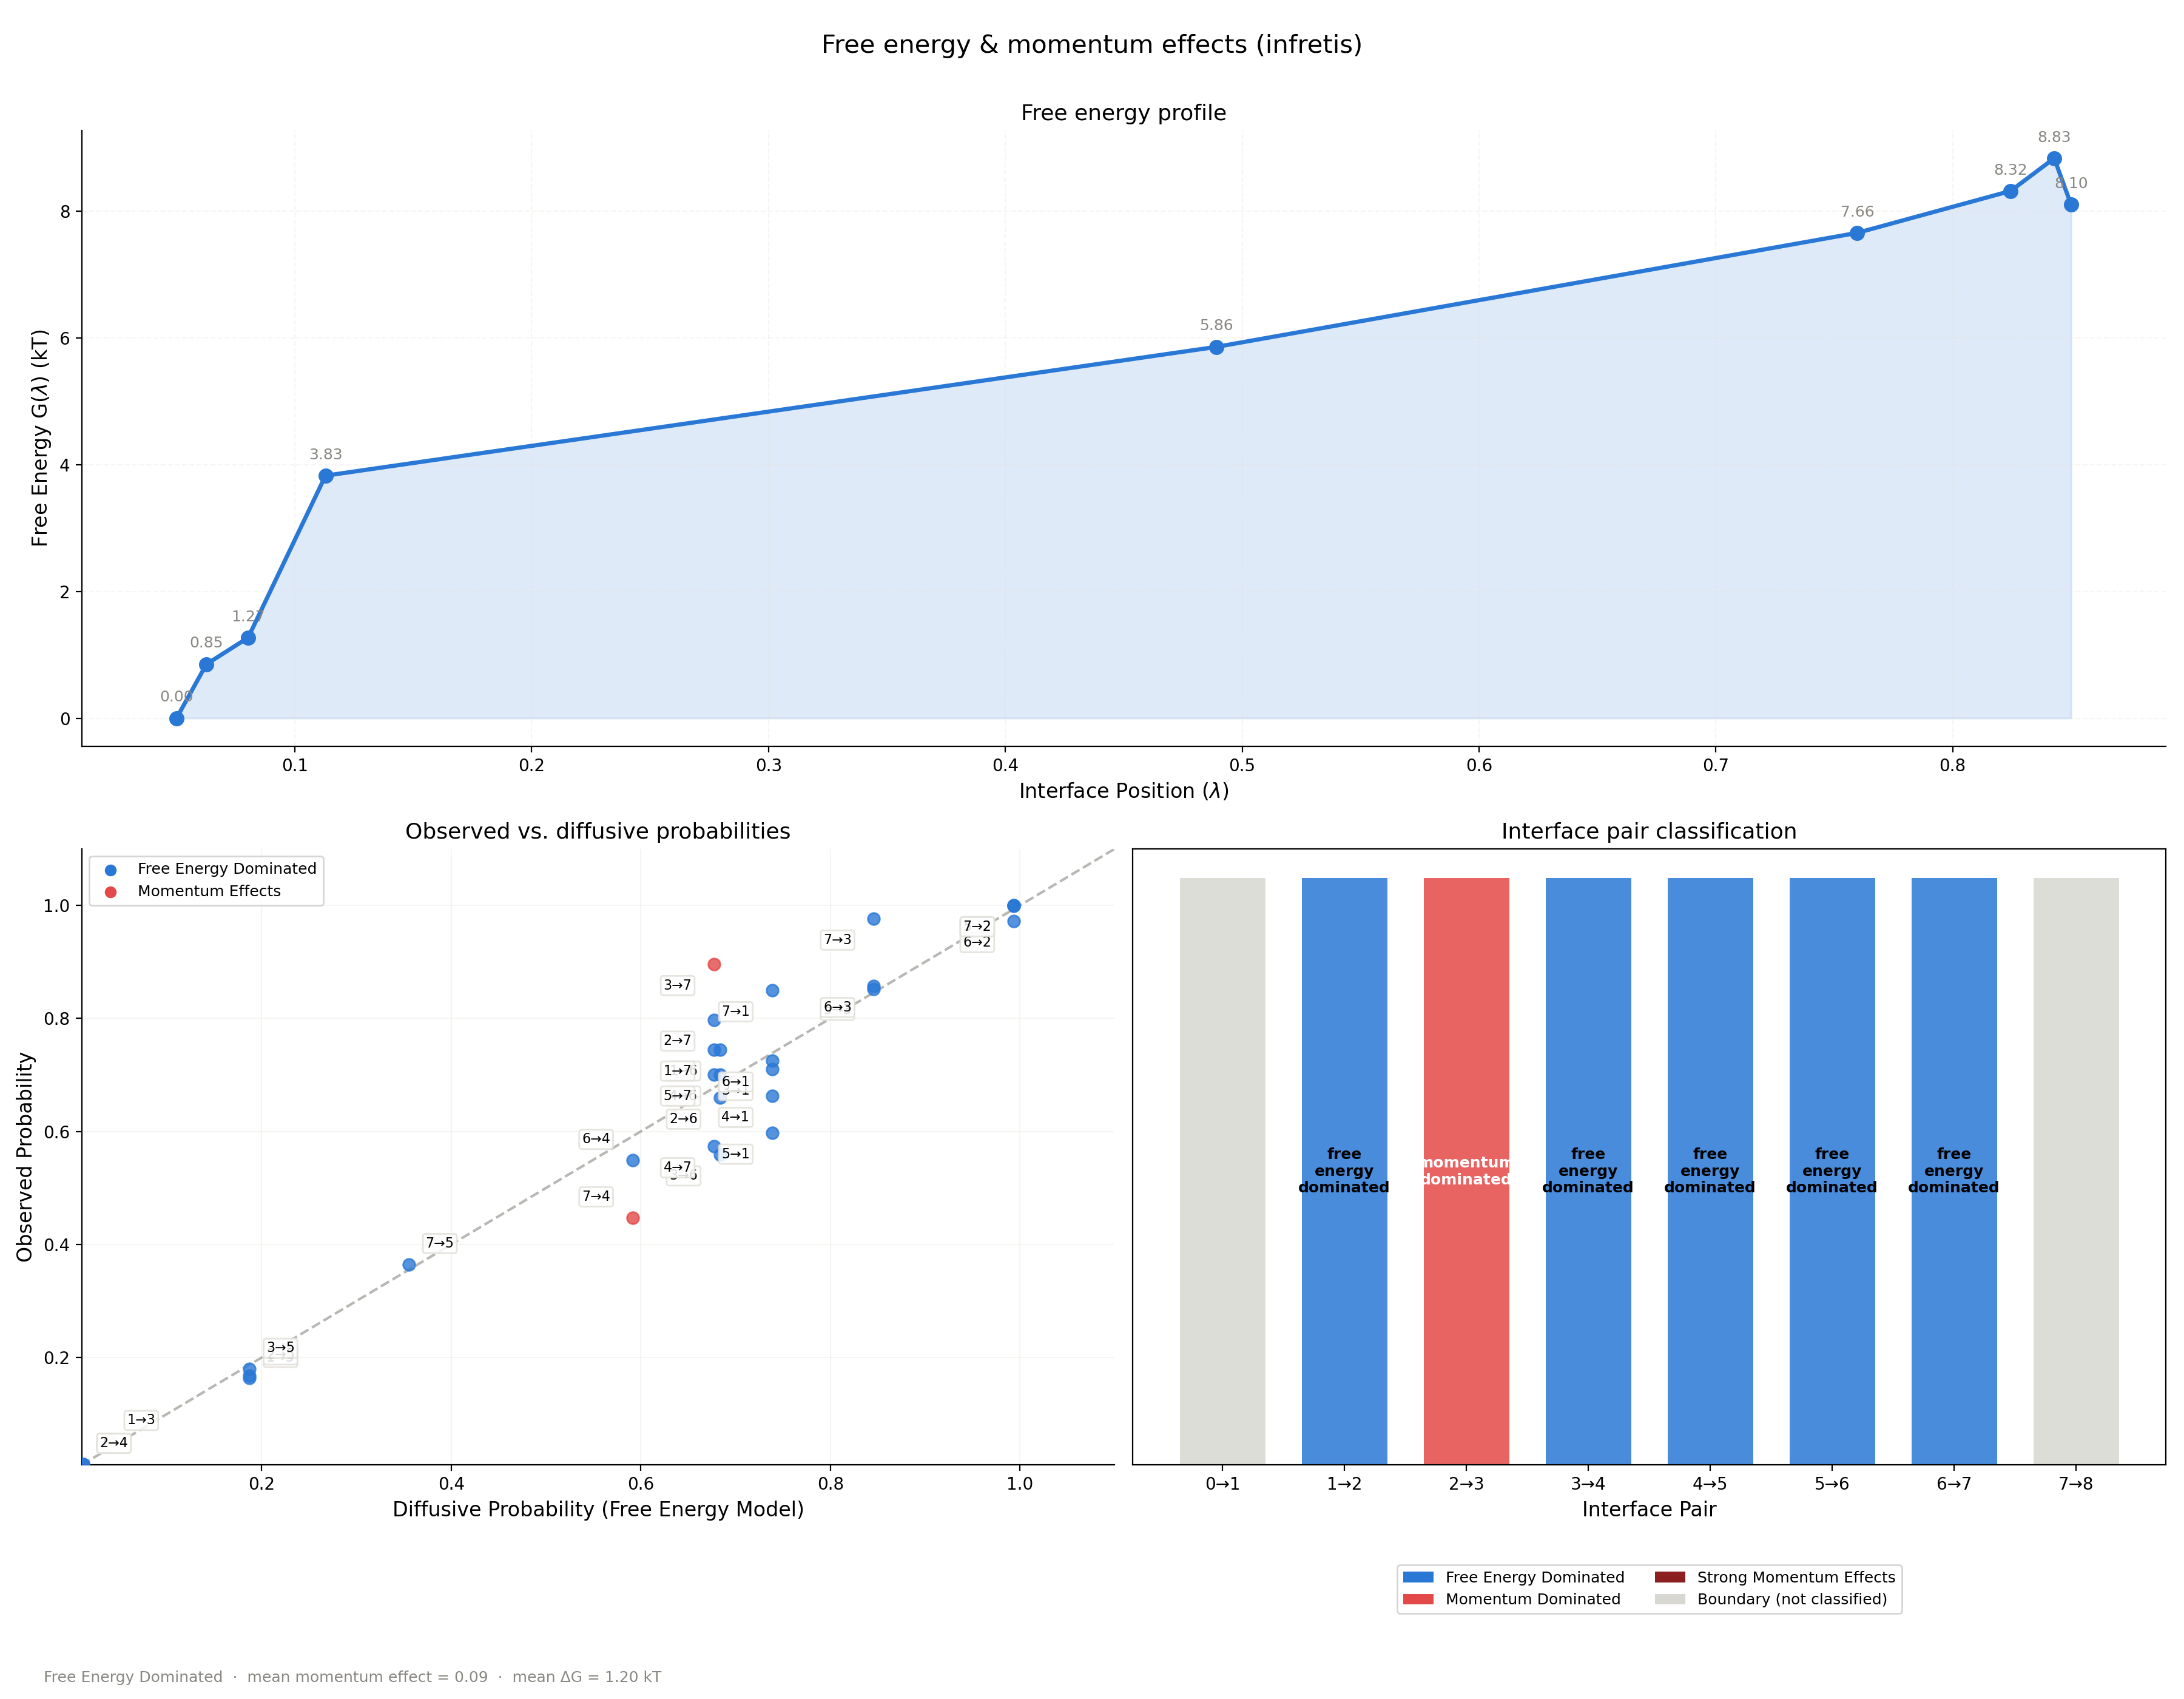 Free energy & momentum effects (infretis)
Free energy profile
Free Energy G(λ) (kT)
8
6
4
2
0
0.00
0.85
1.27
3.83
5.86
7.66
8.32
8.83
8.10
0.1
0.2
0.3
0.4
0.5
0.6
0.7
0.8
Interface Position (λ)
Observed vs. diffusive probabilities
Free Energy Dominated
Momentum Effects
Observed Probability
1.0
0.8
0.6
0.4
0.2
7→2
6→2
7→3
3→7
7→1
6→3
2→7
1→7
6→1
5→7
2→6
4→1
6→4
5→1
4→7
7→4
7→5
3→5
1→3
2→4
0.2
0.4
0.6
0.8
1.0
Diffusive Probability (Free Energy Model)
Interface pair classification
free
energy
dominated
momentum
dominated
free
energy
dominated
free
energy
dominated
free
energy
dominated
free
energy
dominated
0→1
1→2
2→3
3→4
4→5
5→6
6→7
7→8
Interface Pair
Free Energy Dominated
Momentum Dominated
Strong Momentum Effects
Boundary (not classified)
Free Energy Dominated · mean momentum effect = 0.09 · mean ΔG = 1.20 kT